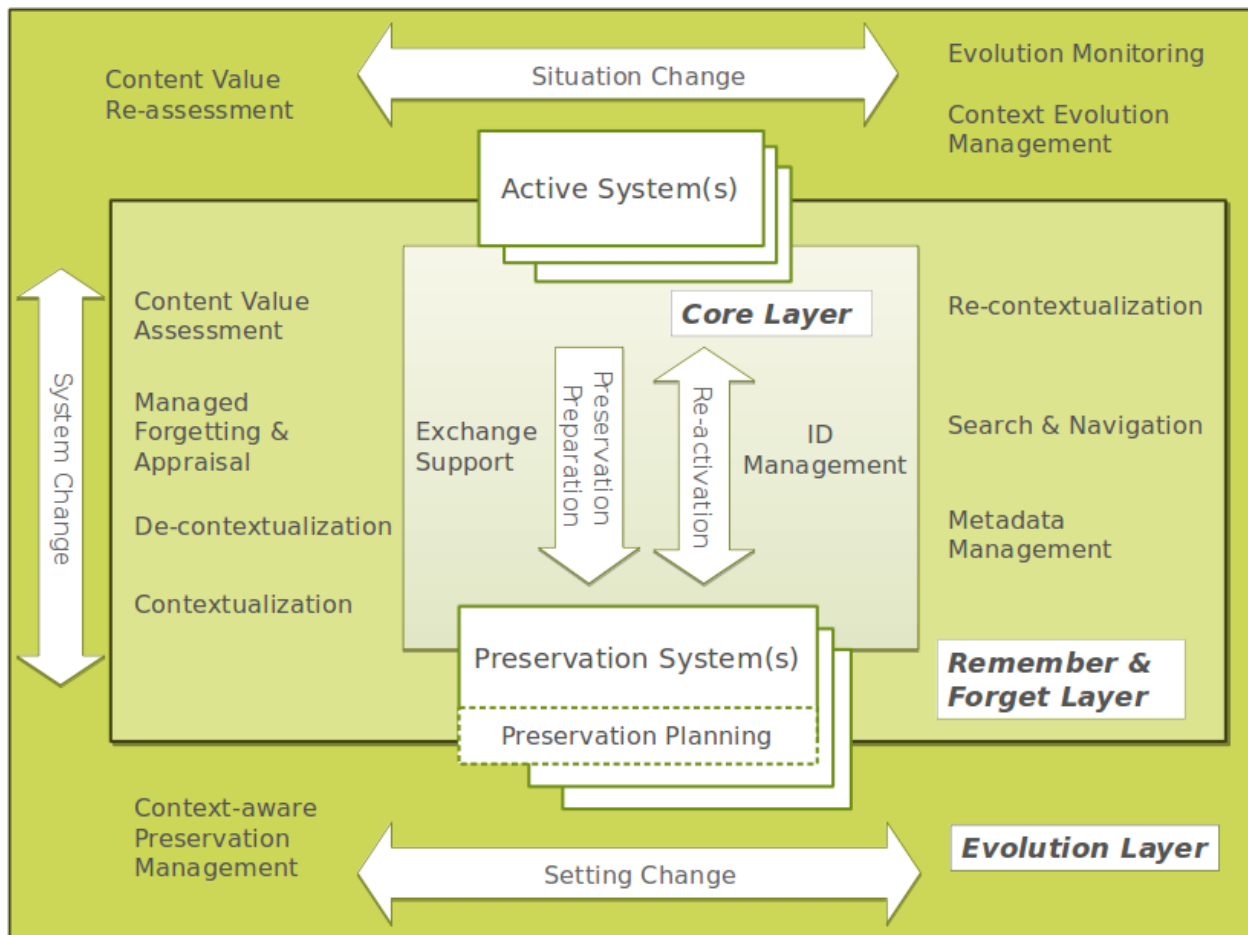 Content Value
Re-assessment
Situation Change
Evolution Monitoring
Context Evolution
Management
Active System(s)
System Change
Content Value
Assessment
Managed
Forgetting &
Appraisal
De-contextualization
Contextualization
Core Layer
Exchange
Support
Preservation
Preparation
Re-activation
ID
Management
Re-contextualization
Search & Navigation
Metadata
Management
Remember &
Forget Layer
Preservation System(s)
Preservation Planning
Context-aware
Preservation
Management
Setting Change
Evolution Layer